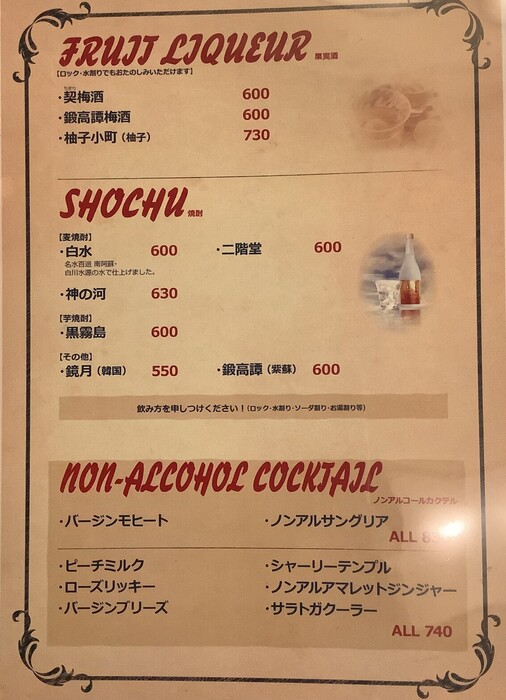 FRUIT LIQUEUR 果実酒
【ロック・水割りでもおたのしみいただけます】
・契梅酒 600
・鍛高譚梅酒 600
・柚子小町（柚子） 730
SHOCHU 焼酎
【麦焼酎】
・白水 600 ・二階堂 600
名水百選 南阿蘇・
白川水源の水で仕上げました。
・神の河 630
【芋焼酎】
・黒霧島 600
【その他】
・鏡月（韓国） 550 ・鍛高譚（紫蘇） 600
飲み方を申しつけください！（ロック・水割り・ソーダ割り・お湯割り等）
NON-ALCOHOL COCKTAIL
ノンアルコールカクテル
・バージンモヒート ・ノンアルサングリア
ALL
・ピーチミルク ・シャーリーテンプル
・ローズリッキー ・ノンアルアマレットジンジャー
・バージンブリーズ ・サラトガクーラー
ALL 740